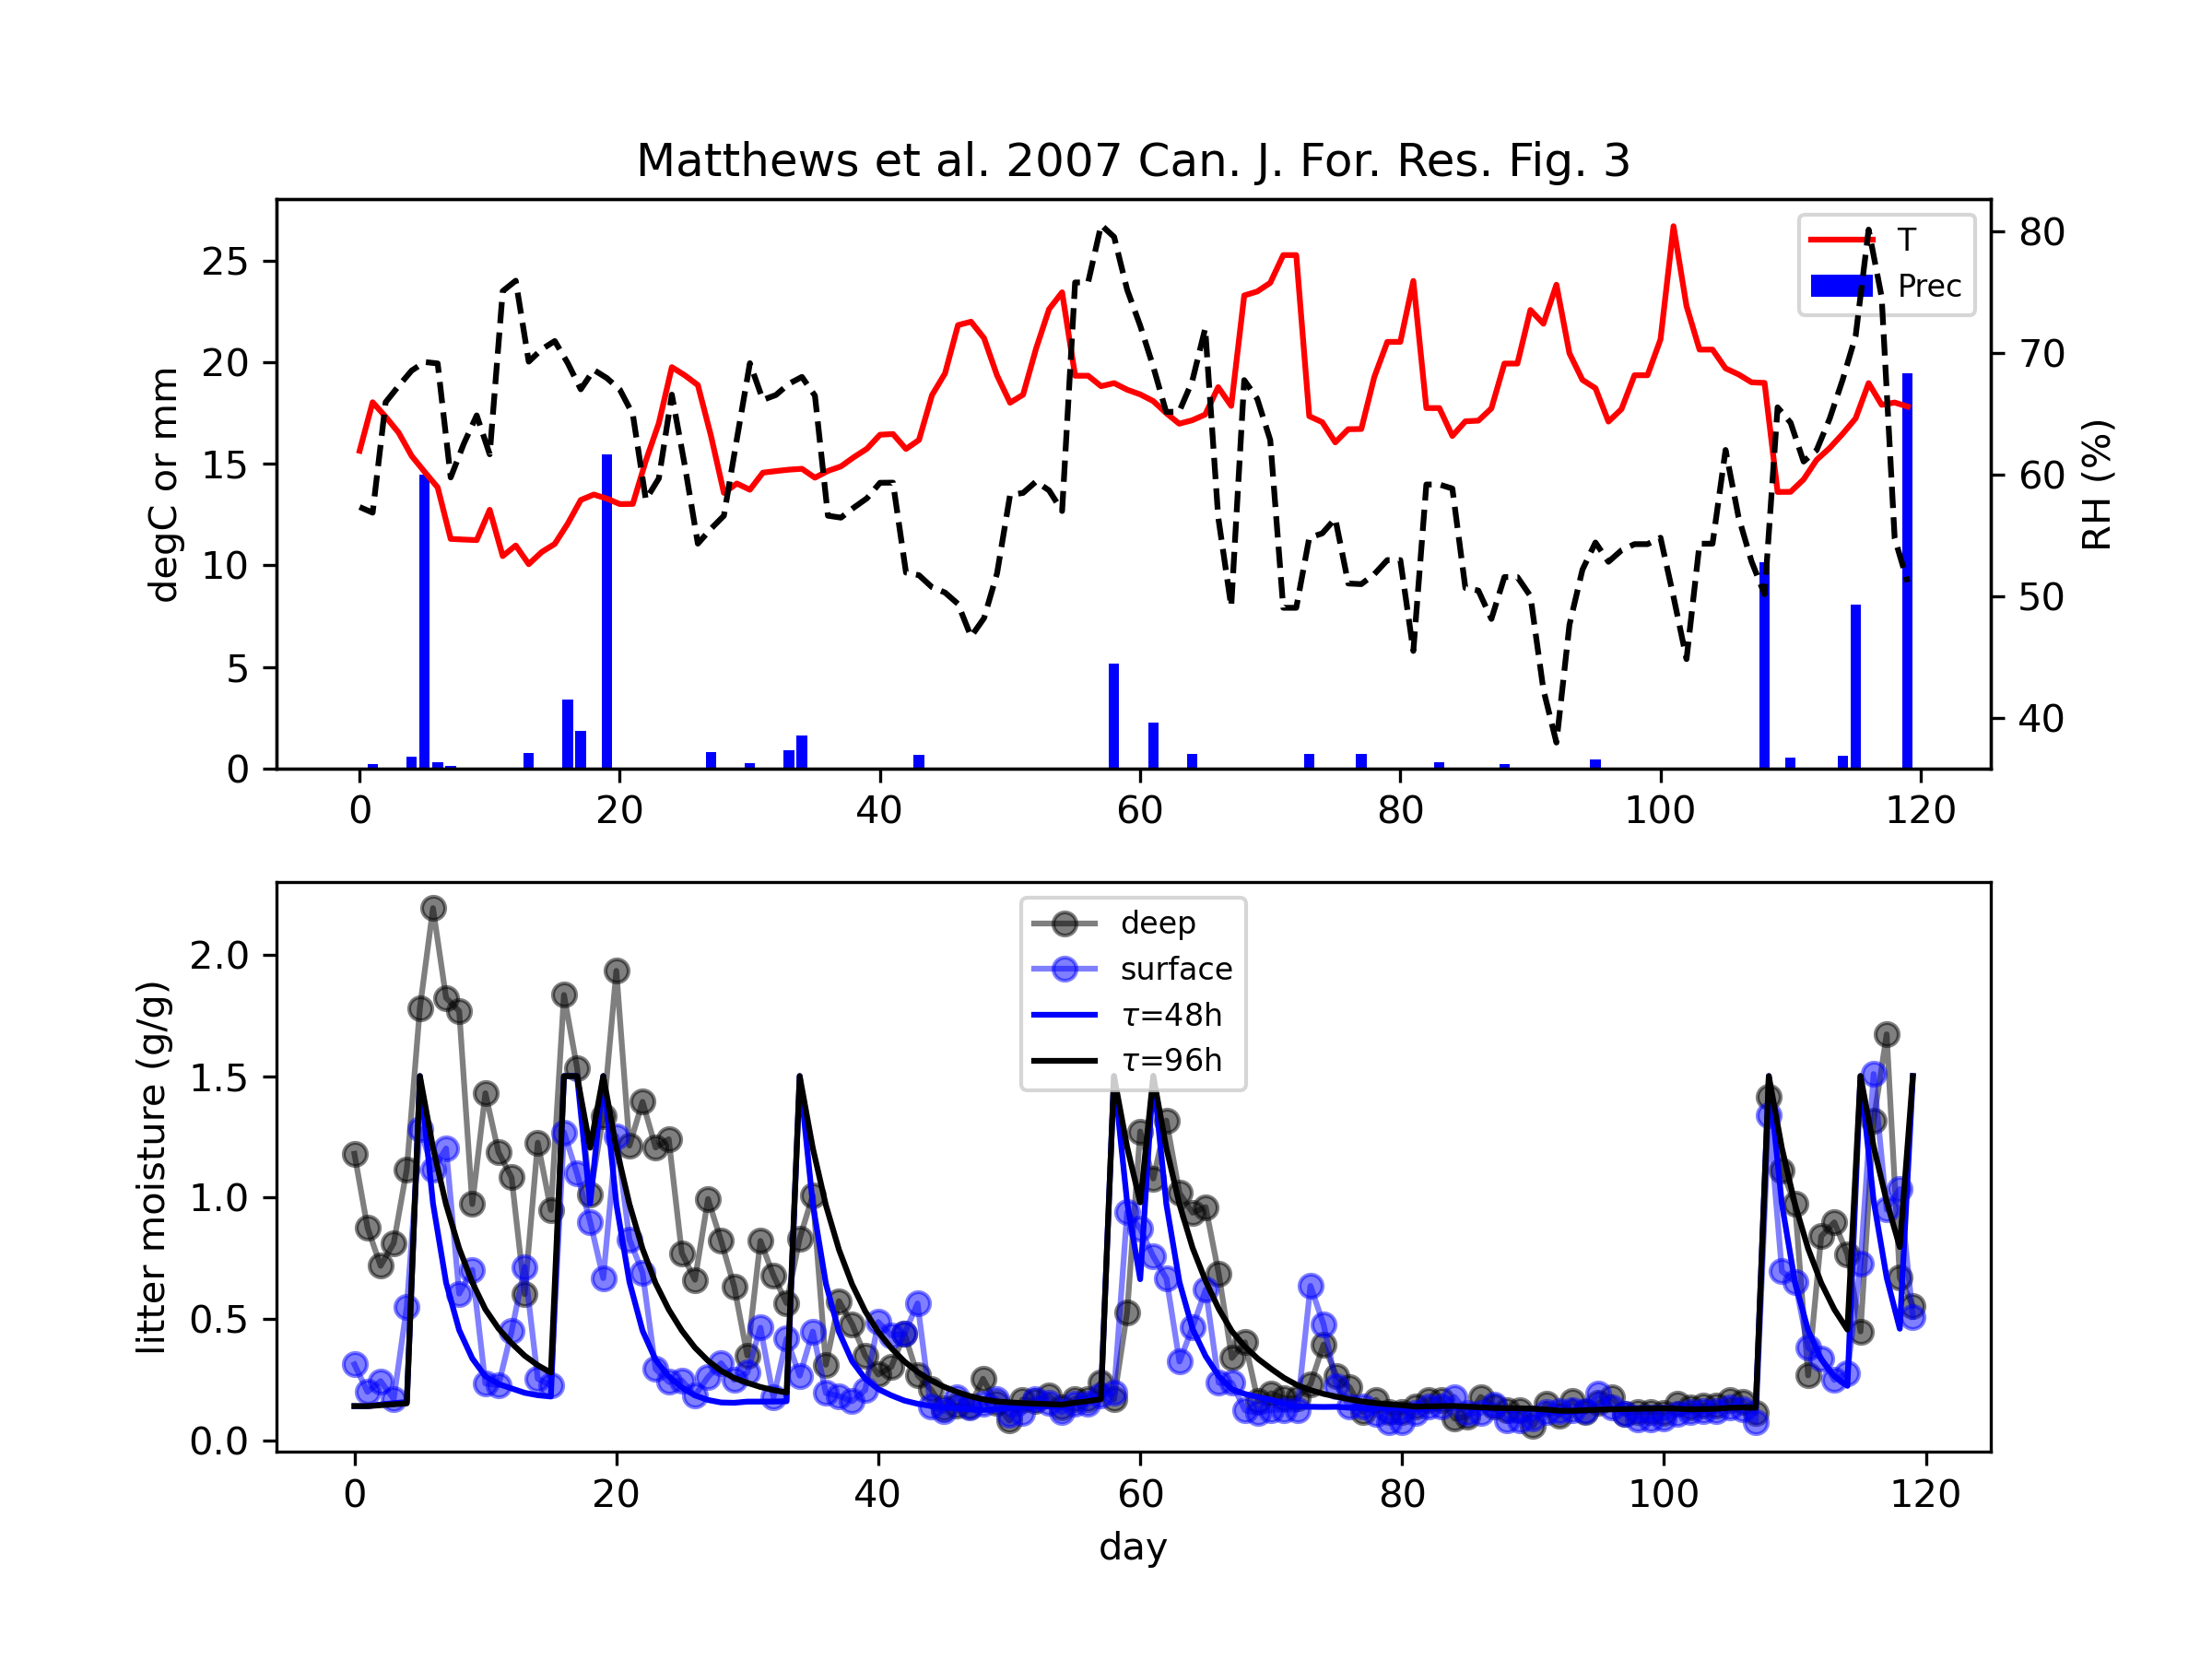 Matthews et al. 2007 Can. J. For. Res. Fig. 3
degC or mm
25
20
15
10
5
0
T
Prec
80
70
60
50
40
RH (%)
0 20 40 60 80 100 120
litter moisture (g/g)
2.0
1.5
1.0
0.5
0.0
deep
surface
τ=48h
τ=96h
0 20 40 60 80 100 120
day